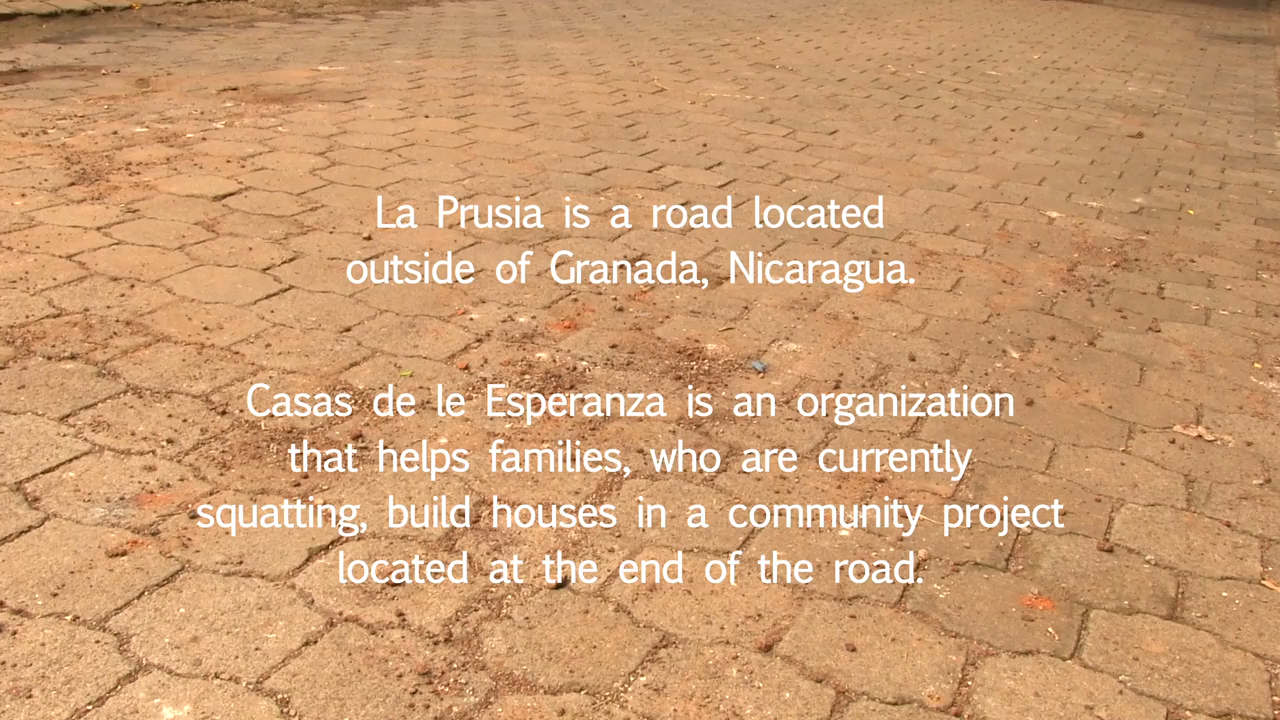 La Prusia is a road located
outside of Granada, Nicaragua.
Casas de le Esperanza is an organization
that helps families, who are currently
squatting, build houses in a community project
located at the end of the road.